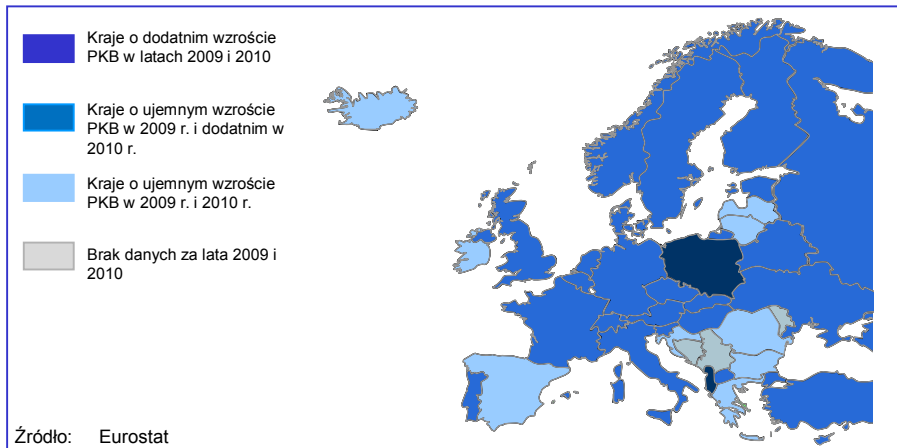 Kraje o dodatnim wzroście
PKB w latach 2009 i 2010
Kraje o ujemnym wzroście
PKB w 2009 r. i dodatnim w
2010 r.
Kraje o ujemnym wzroście
PKB w 2009 r. i 2010 r.
Brak danych za lata 2009 i
2010
Źródło: Eurostat